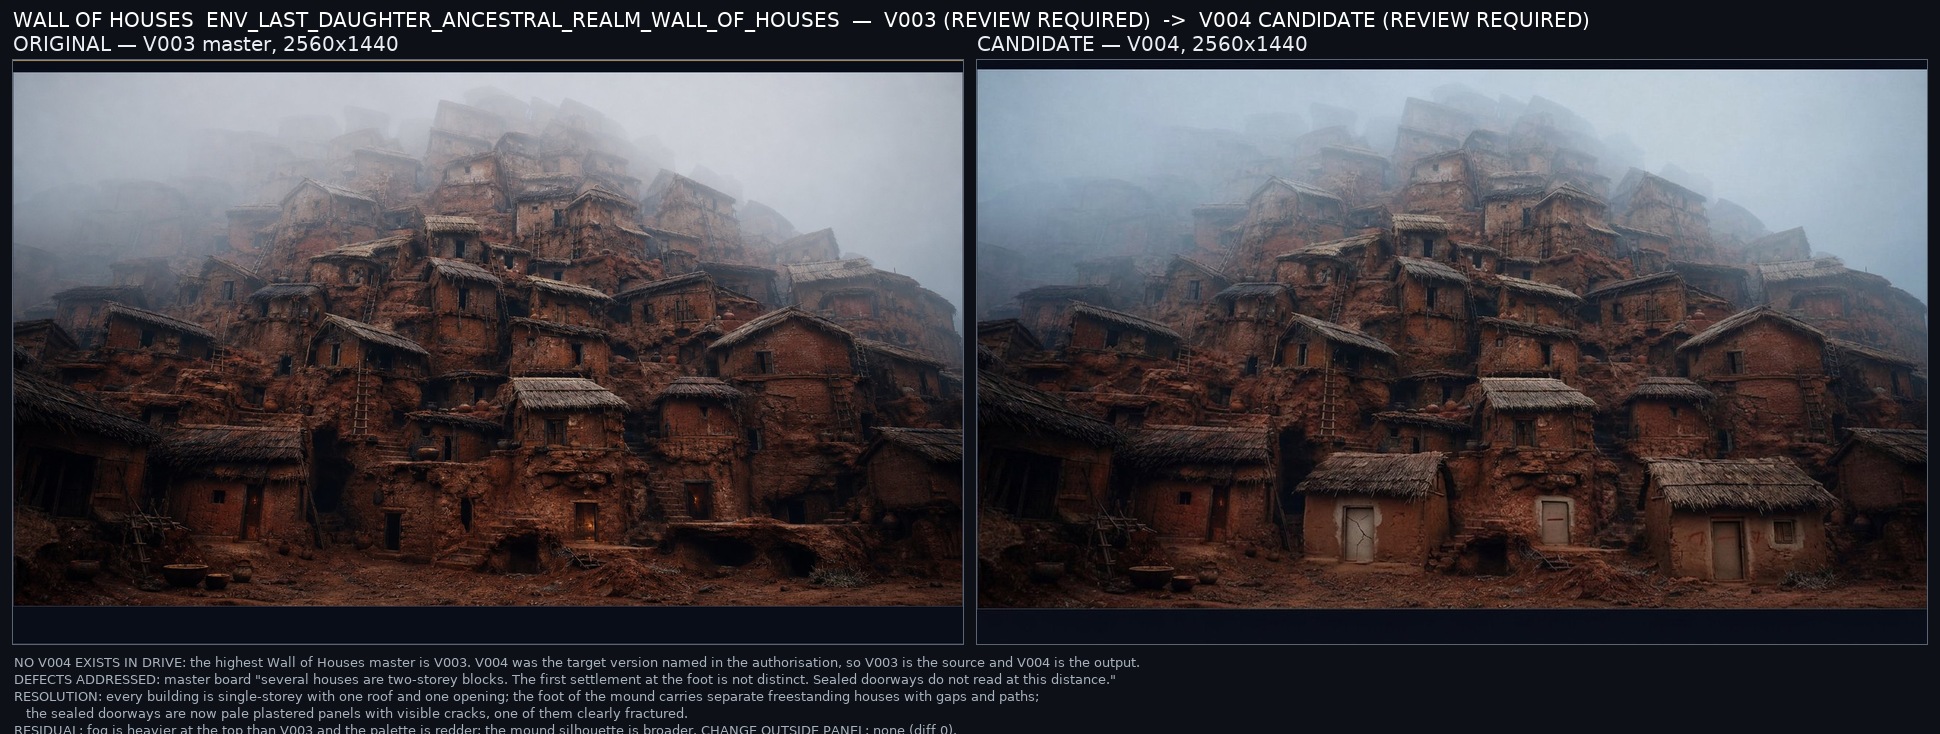 WALL OF HOUSES  ENV_LAST_DAUGHTER_ANCESTRAL_REALM_WALL_OF_HOUSES  —  V003 (REVIEW REQUIRED)  ->  V004 CANDIDATE (REVIEW REQUIRED)
ORIGINAL — V003 master, 2560x1440
CANDIDATE — V004, 2560x1440
NO V004 EXISTS IN DRIVE: the highest Wall of Houses master is V003. V004 was the target version named in the authorisation, so V003 is the source and V004 is the output.
DEFECTS ADDRESSED: master board "several houses are two-storey blocks. The first settlement at the foot is not distinct. Sealed doorways do not read at this distance."
RESOLUTION: every building is single-storey with one roof and one opening; the foot of the mound carries separate freestanding houses with gaps and paths;
the sealed doorways are now pale plastered panels with visible cracks, one of them clearly fractured.
RESIDUAL: fog is heavier at the top than V003 and the palette is redder; the mound silhouette is broader. CHANGE OUTSIDE PANEL: none (diff 0).